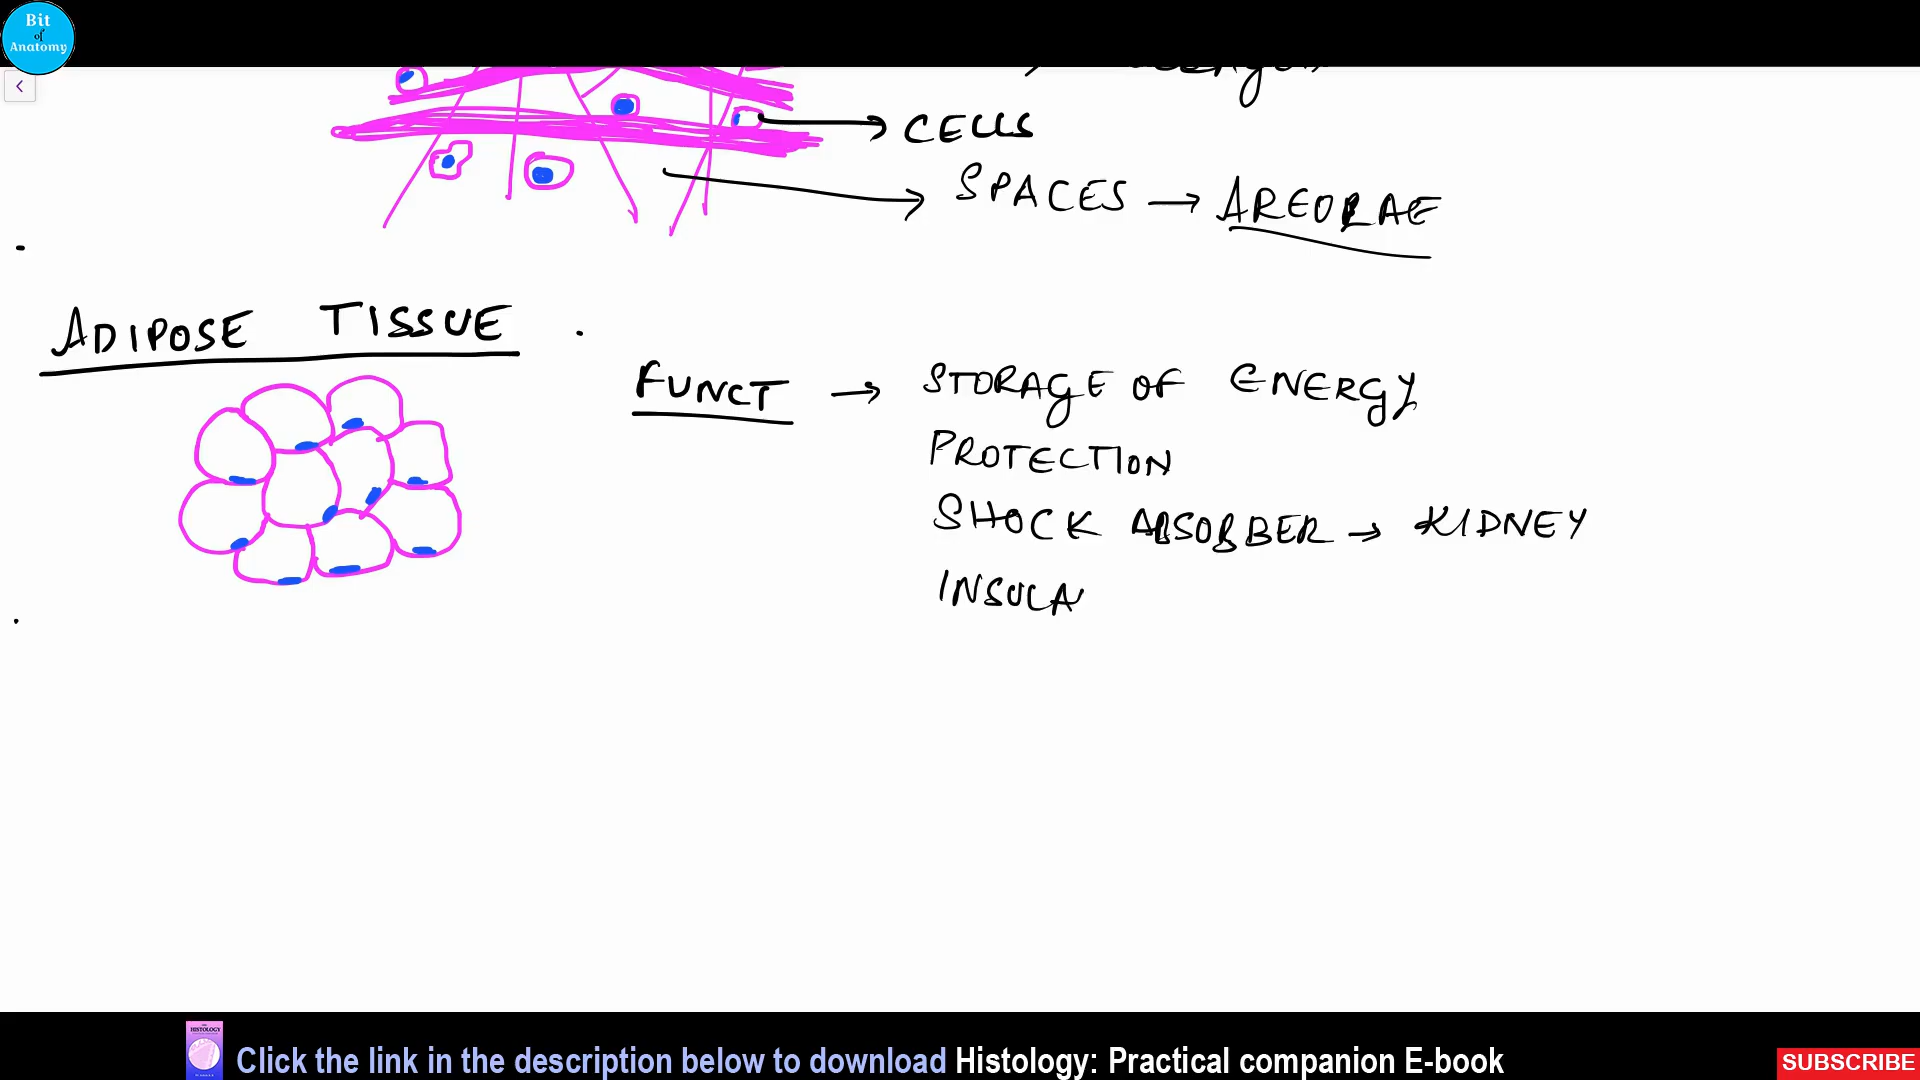 Bit
of
Anatomy
CELLS
SPACES → AREOLAE
ADIPOSE TISSUE
FUNCT → STORAGE OF ENERGY
PROTECTION
SHOCK ABSORBER → KIDNEY
INSULA
HISTOLOGY
Click the link in the description below to download Histology: Practical companion E-book
SUBSCRIBE